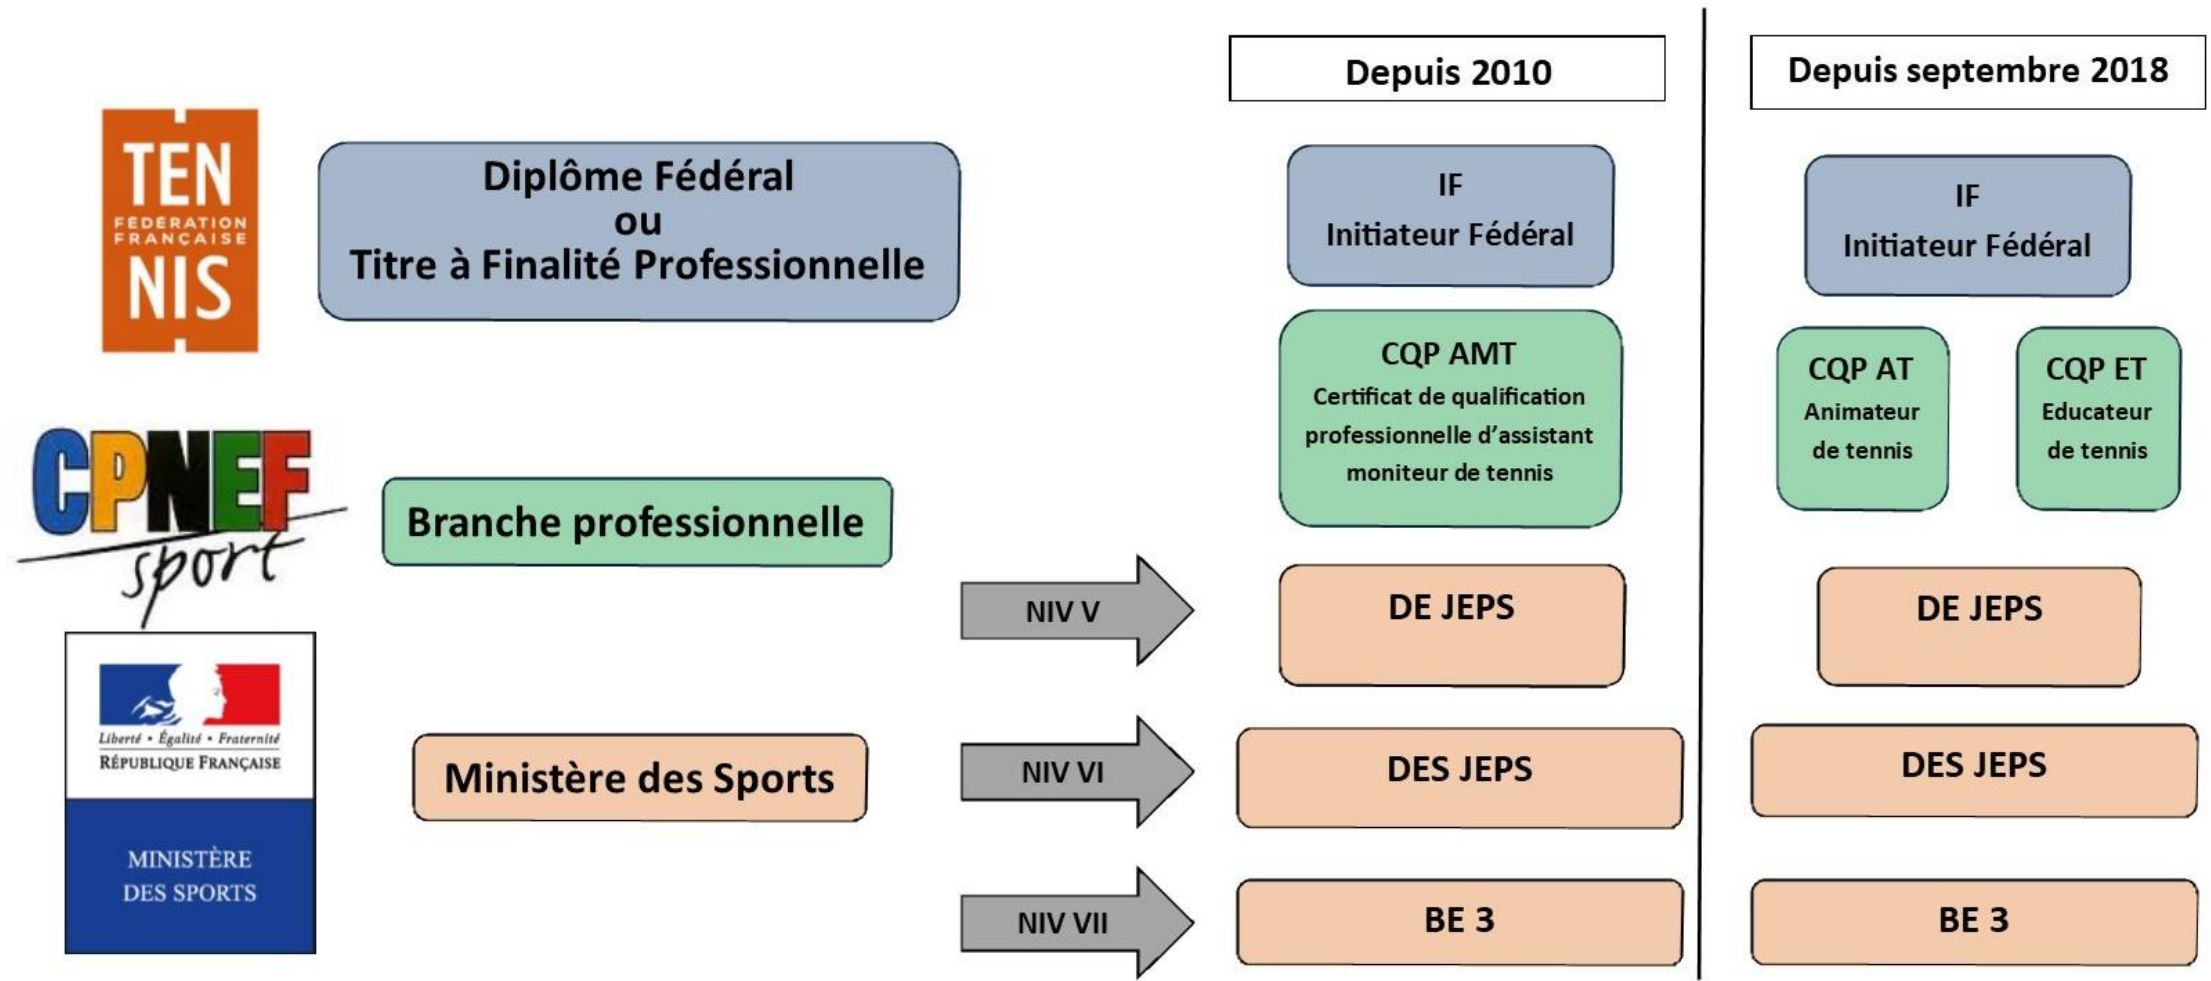 Depuis 2010
Depuis septembre 2018
TEN
FÉDÉRATION
FRANÇAISE
NIS
Diplôme Fédéral
ou
Titre à Finalité Professionnelle
IF
Initiateur Fédéral
IF
Initiateur Fédéral
CPNEF
sport
Branche professionnelle
CQP AMT
Certificat de qualification
professionnelle d’assistant
moniteur de tennis
CQP AT
Animateur
de tennis
CQP ET
Educateur
de tennis
NIV V
DE JEPS
DE JEPS
Liberté • Égalité • Fraternité
RÉPUBLIQUE FRANÇAISE
MINISTÈRE
DES SPORTS
Ministère des Sports
NIV VI
DES JEPS
DES JEPS
NIV VII
BE 3
BE 3